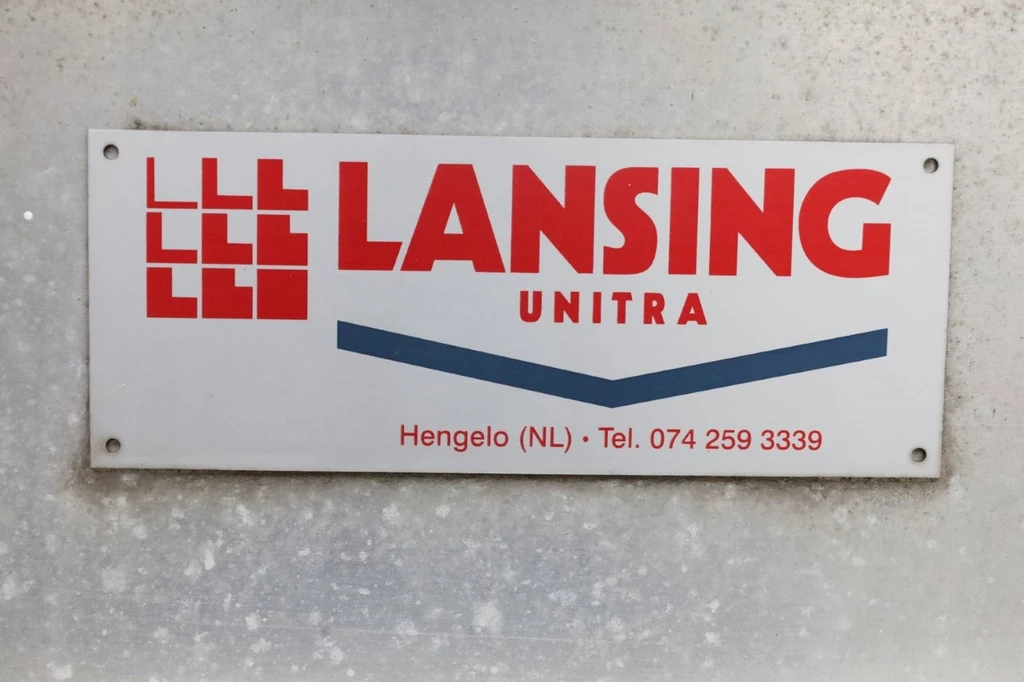 LANSING
UNITRA
Hengelo (NL) • Tel. 074 259 3339